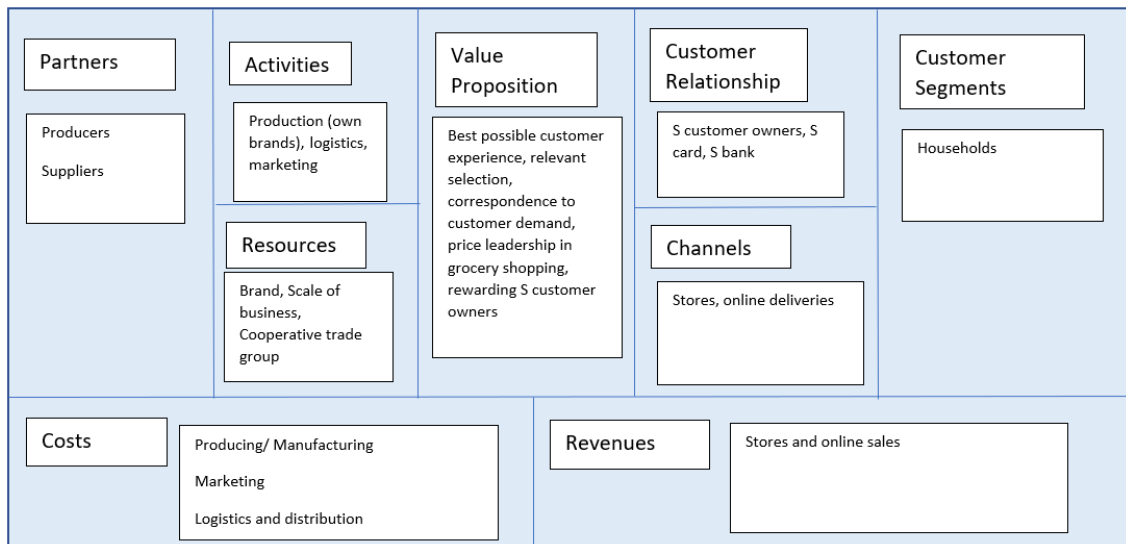 Partners
Producers
Suppliers
Activities
Production (own
brands), logistics,
marketing
Resources
Brand, Scale of
business,
Cooperative trade
group
Value
Proposition
Best possible customer
experience, relevant
selection,
correspondence to
customer demand,
price leadership in
grocery shopping,
rewarding S customer
owners
Customer
Relationship
S customer owners, S
card, S bank
Channels
Stores, online deliveries
Customer
Segments
Households
Costs
Producing/ Manufacturing
Marketing
Logistics and distribution
Revenues
Stores and online sales